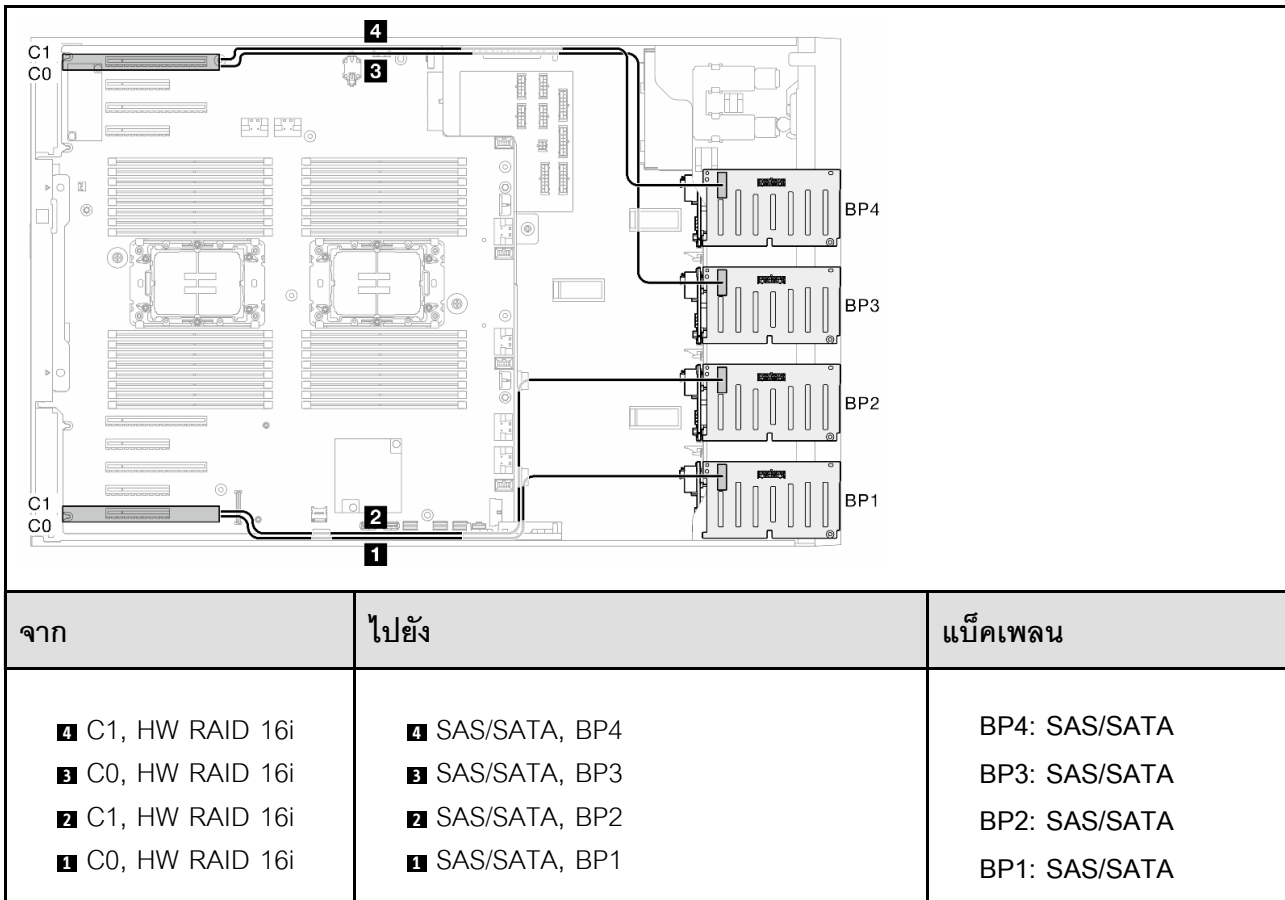 4
C1
C0
3
BP4
BP3
BP2
BP1
C1
C0
2
1
จาก ไปยัง แบ็คเพลน
4 C1, HW RAID 16i 4 SAS/SATA, BP4 BP4: SAS/SATA
3 C0, HW RAID 16i 3 SAS/SATA, BP3 BP3: SAS/SATA
2 C1, HW RAID 16i 2 SAS/SATA, BP2 BP2: SAS/SATA
1 C0, HW RAID 16i 1 SAS/SATA, BP1 BP1: SAS/SATA